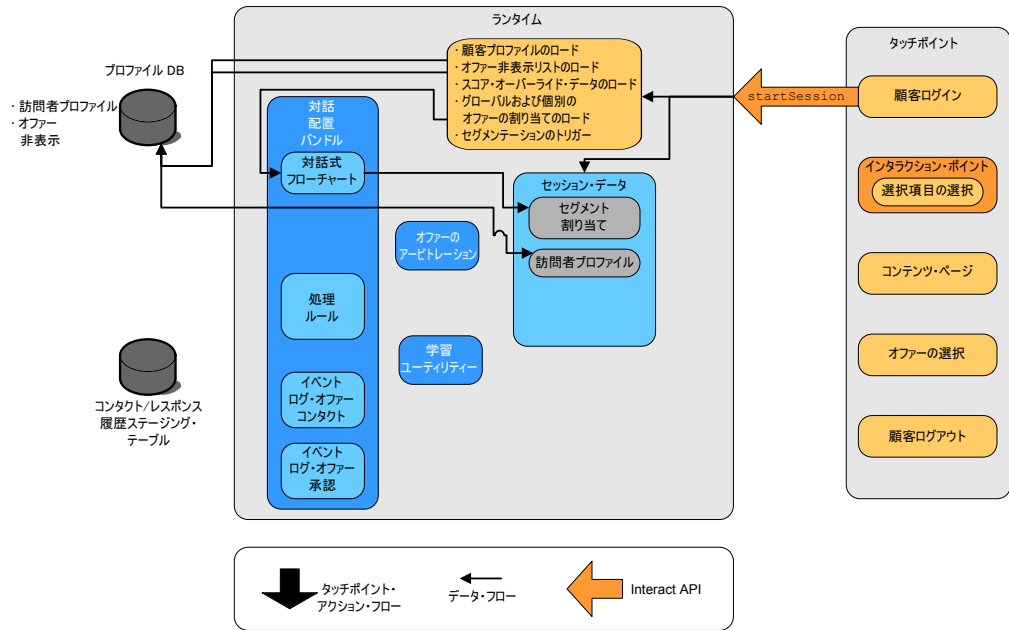 ランタイム
タッチポイント
プロファイル DB
・訪問者プロファイル
・オファー
非表示
・顧客プロファイルのロード
・オファー非表示リストのロード
・スコア・オーバーライド・データのロード
・グローバルおよび個別の
オファーの割り当てのロード
・セグメンテーションのトリガー
startSession
顧客ログイン
対話
配置
バンドル
対話式
フローチャート
セッション・データ
セグメント
割り当て
訪問者プロファイル
インタラクション・ポイント
選択項目の選択
オファーの
アービトレーション
コンテンツ・ページ
処理
ルール
学習
ユーティリティー
オファーの選択
コンタクト/レスポンス
履歴ステージング・
テーブル
イベント
ログ・オファー
コンタクト
顧客ログアウト
イベント
ログ・オファー
承認
タッチポイント・
アクション・フロー
データ・フロー
Interact API